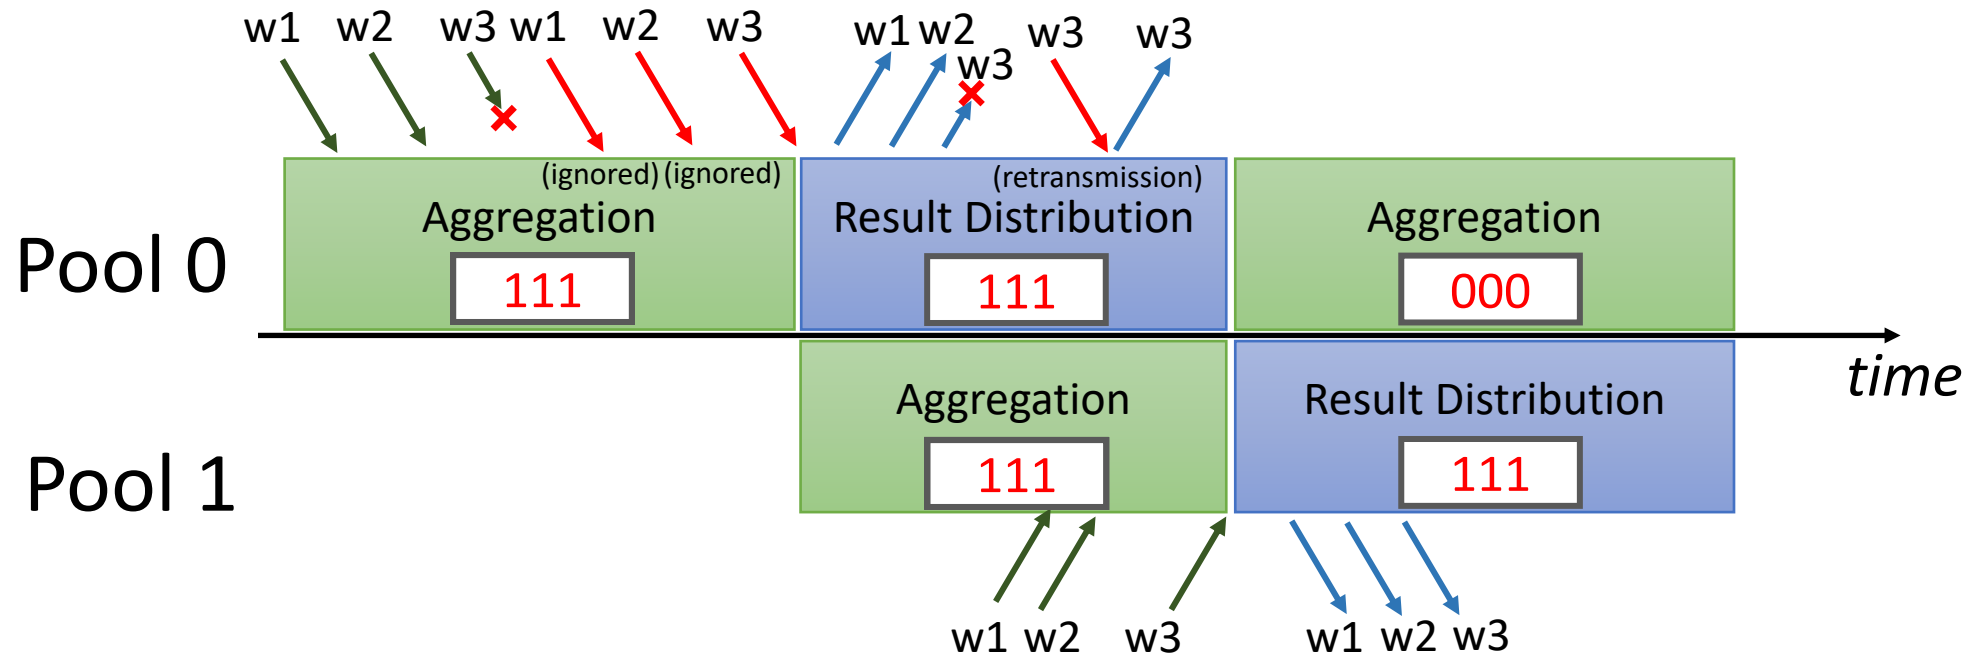 w1 w2 w3 w1 w2 w3 w1 w2 w3 w3
w3
(ignored) (ignored) (retransmission)
Aggregation Result Distribution Aggregation
Pool 0
111 111 000
time
Aggregation Result Distribution
Pool 1
111 111
w1 w2 w3 w1 w2 w3